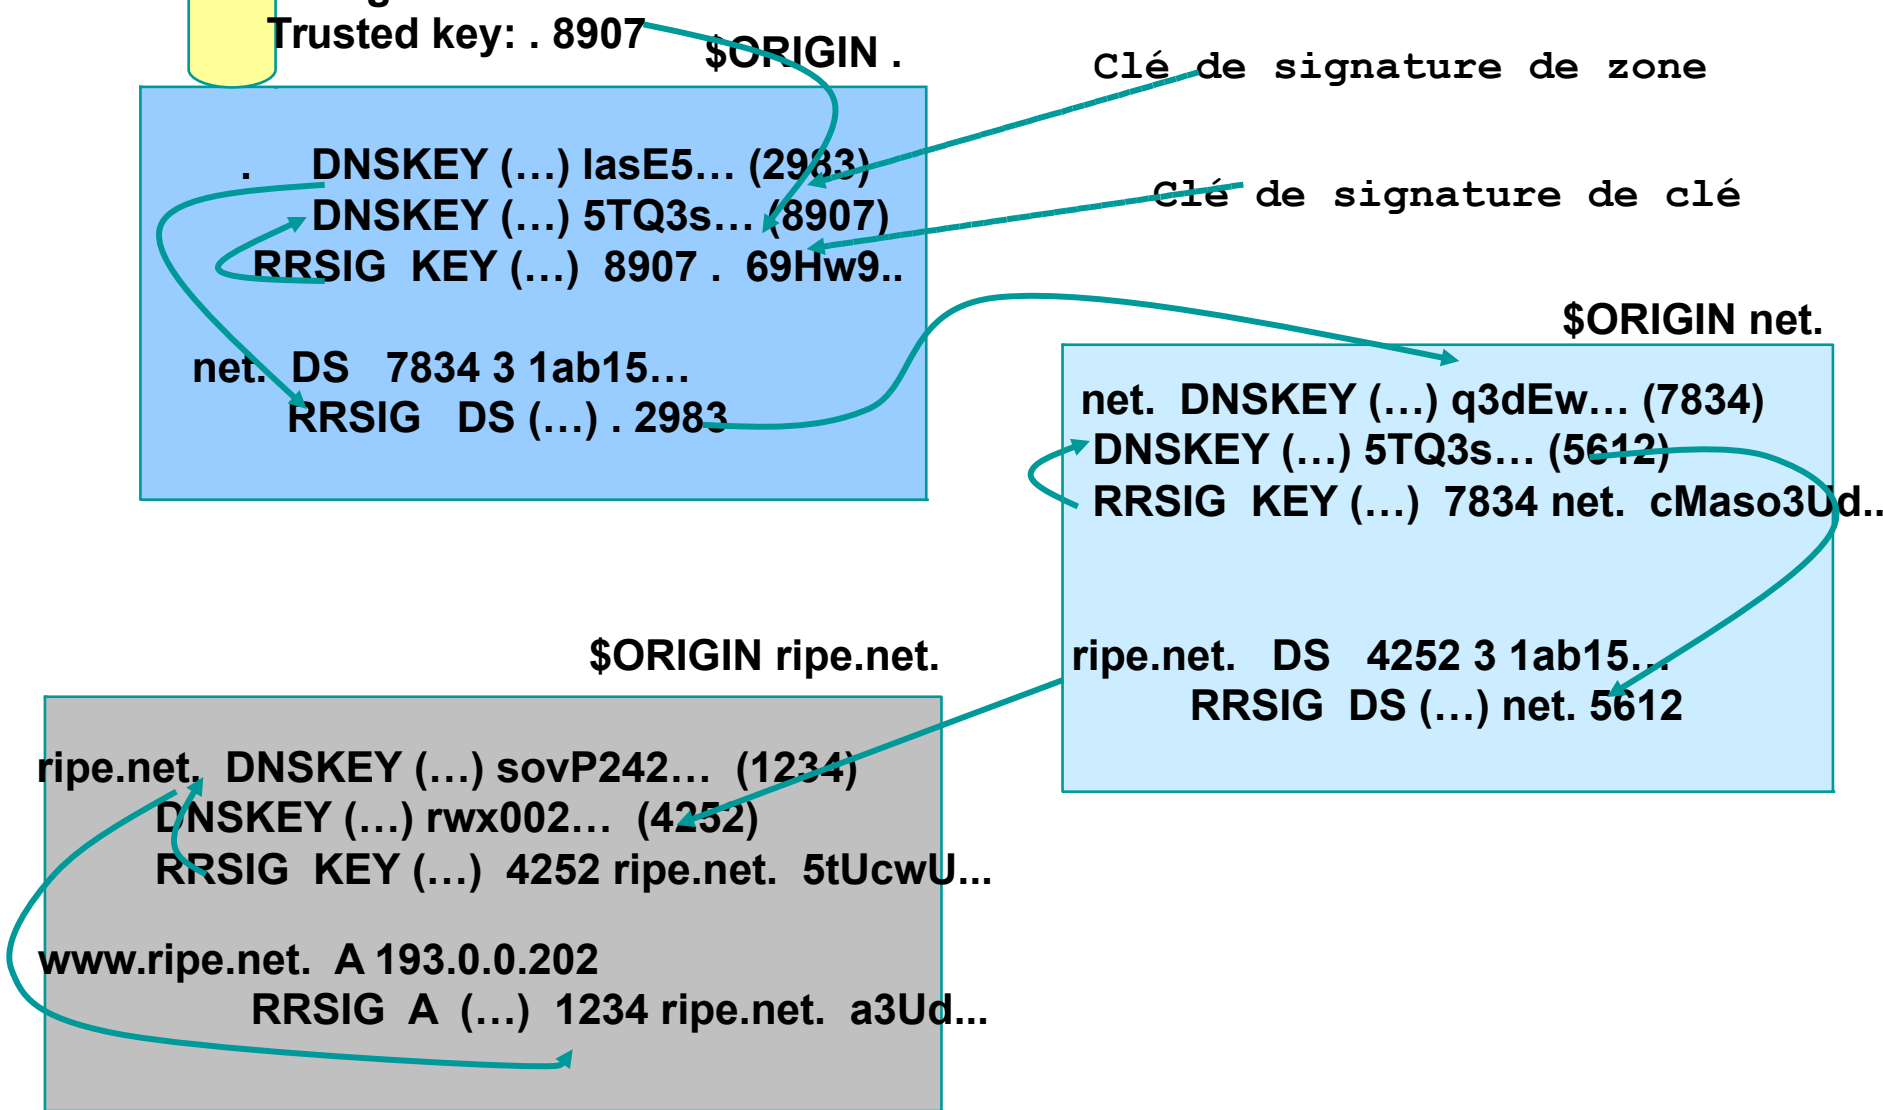 Trusted key: . 8907
$ORIGIN .
Clé de signature de zone
. DNSKEY (…) lasE5… (2983)
Clé de signature de clé
DNSKEY (…) 5TQ3s… (8907)
RRSIG KEY (…) 8907 . 69Hw9..
net. DS 7834 3 1ab15…
RRSIG DS (…) . 2983
$ORIGIN net.
net. DNSKEY (…) q3dEw… (7834)
DNSKEY (…) 5TQ3s… (5612)
RRSIG KEY (…) 7834 net. cMaso3Ud..
ripe.net. DS 4252 3 1ab15…
RRSIG DS (…) net. 5612
$ORIGIN ripe.net.
ripe.net. DNSKEY (…) sovP242… (1234)
DNSKEY (…) rwx002… (4252)
RRSIG KEY (…) 4252 ripe.net. 5tUcwU...
www.ripe.net. A 193.0.0.202
RRSIG A (…) 1234 ripe.net. a3Ud...